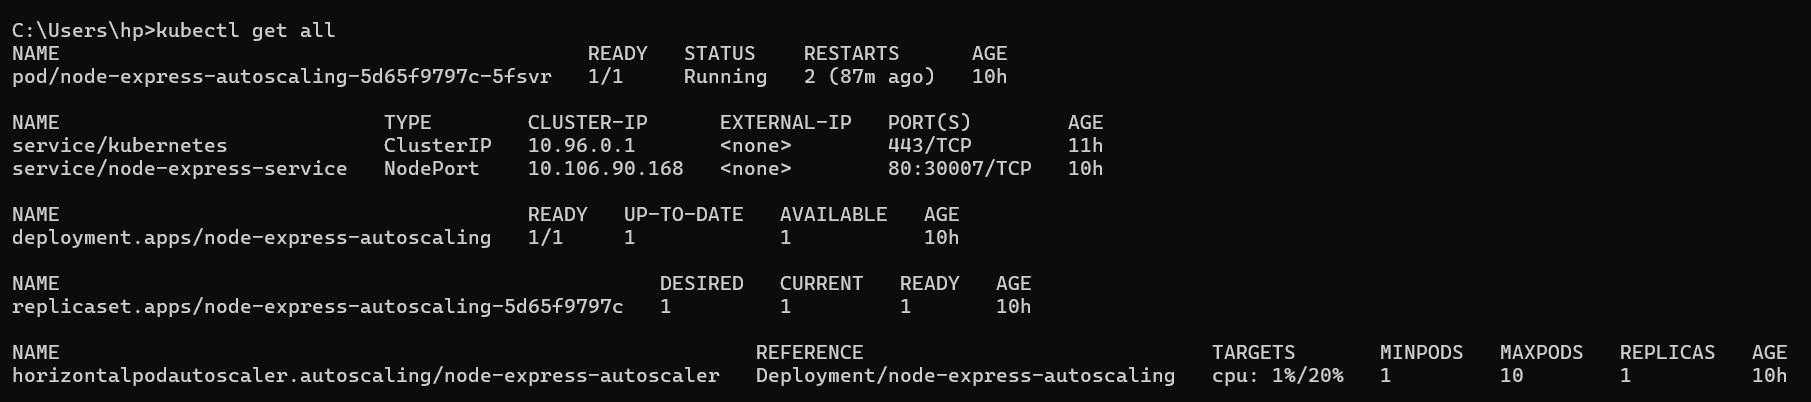 C:\Users\hp>kubectl get all
NAME READY STATUS RESTARTS AGE
pod/node-express-autoscaling-5d65f9797c-5fsvr 1/1 Running 2 (87m ago) 10h
NAME TYPE CLUSTER-IP EXTERNAL-IP PORT(S) AGE
service/kubernetes ClusterIP 10.96.0.1 <none> 443/TCP 11h
service/node-express-service NodePort 10.106.90.168 <none> 80:30007/TCP 10h
NAME READY UP-TO-DATE AVAILABLE AGE
deployment.apps/node-express-autoscaling 1/1 1 1 10h
NAME DESIRED CURRENT READY AGE
replicaset.apps/node-express-autoscaling-5d65f9797c 1 1 1 10h
NAME REFERENCE TARGETS MINPODS MAXPODS REPLICAS AGE
horizontalpodautoscaler.autoscaling/node-express-autoscaler Deployment/node-express-autoscaling cpu: 1%/20% 1 10 1 10h